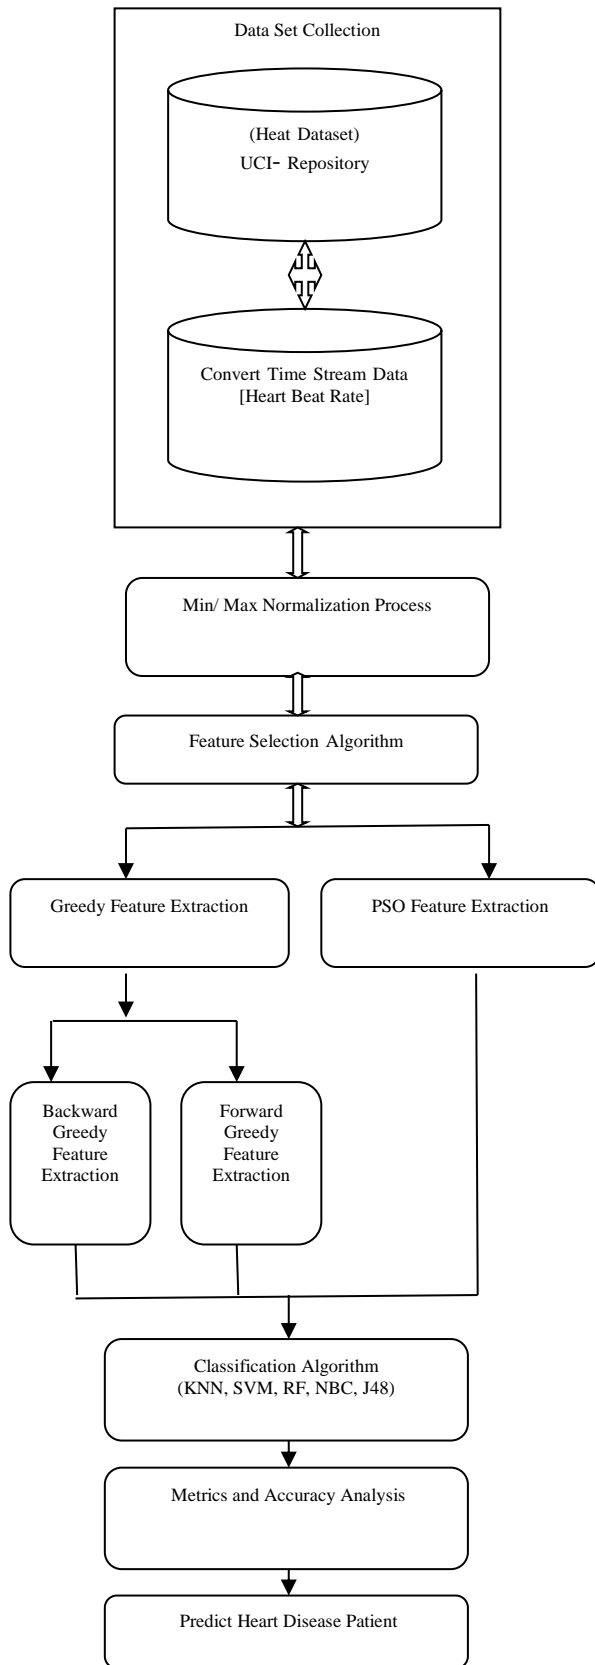 Data Set Collection
(Heat Dataset)
UCI- Repository
Convert Time Stream Data
[Heart Beat Rate]
Min/ Max Normalization Process
Feature Selection Algorithm
Greedy Feature Extraction
PSO Feature Extraction
Backward
Greedy
Feature
Extraction
Forward
Greedy
Feature
Extraction
Classification Algorithm
(KNN, SVM, RF, NBC, J48)
Metrics and Accuracy Analysis
Predict Heart Disease Patient